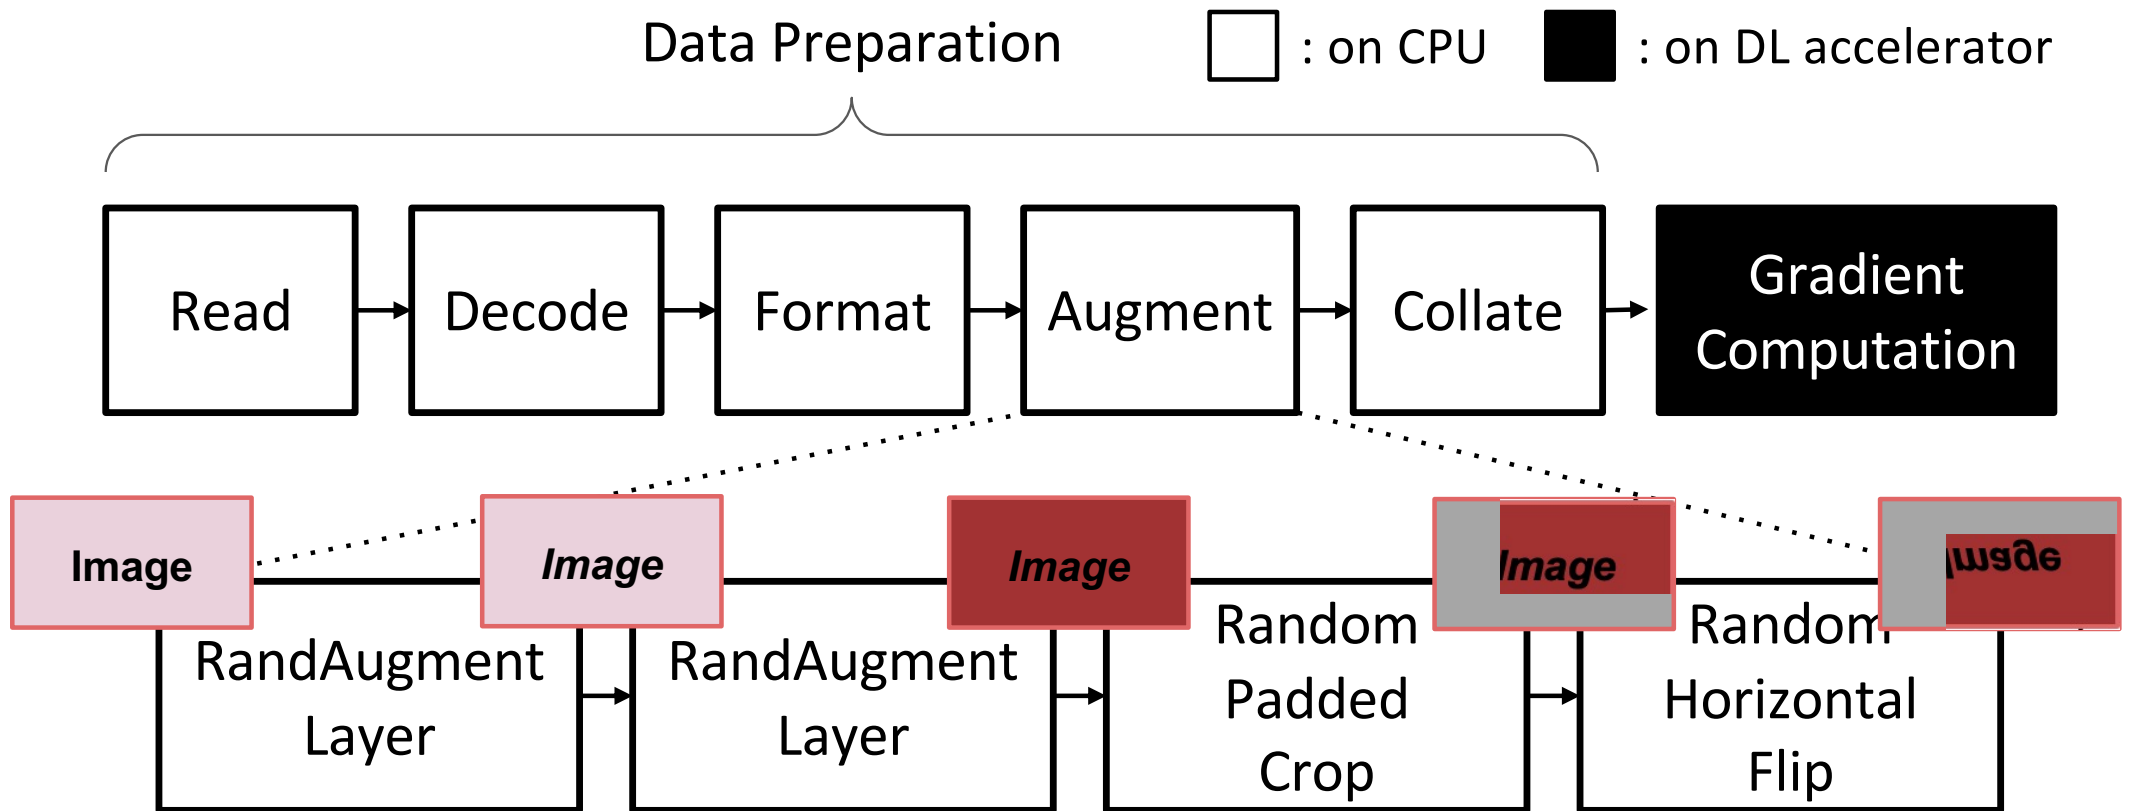 Data Preparation
: on CPU
: on DL accelerator
Read
Decode
Format
Augment
Collate
Gradient
Computation
Image
Image
Image
Image
Image
RandAugment
Layer
RandAugment
Layer
Random
Padded
Crop
Random
Horizontal
Flip